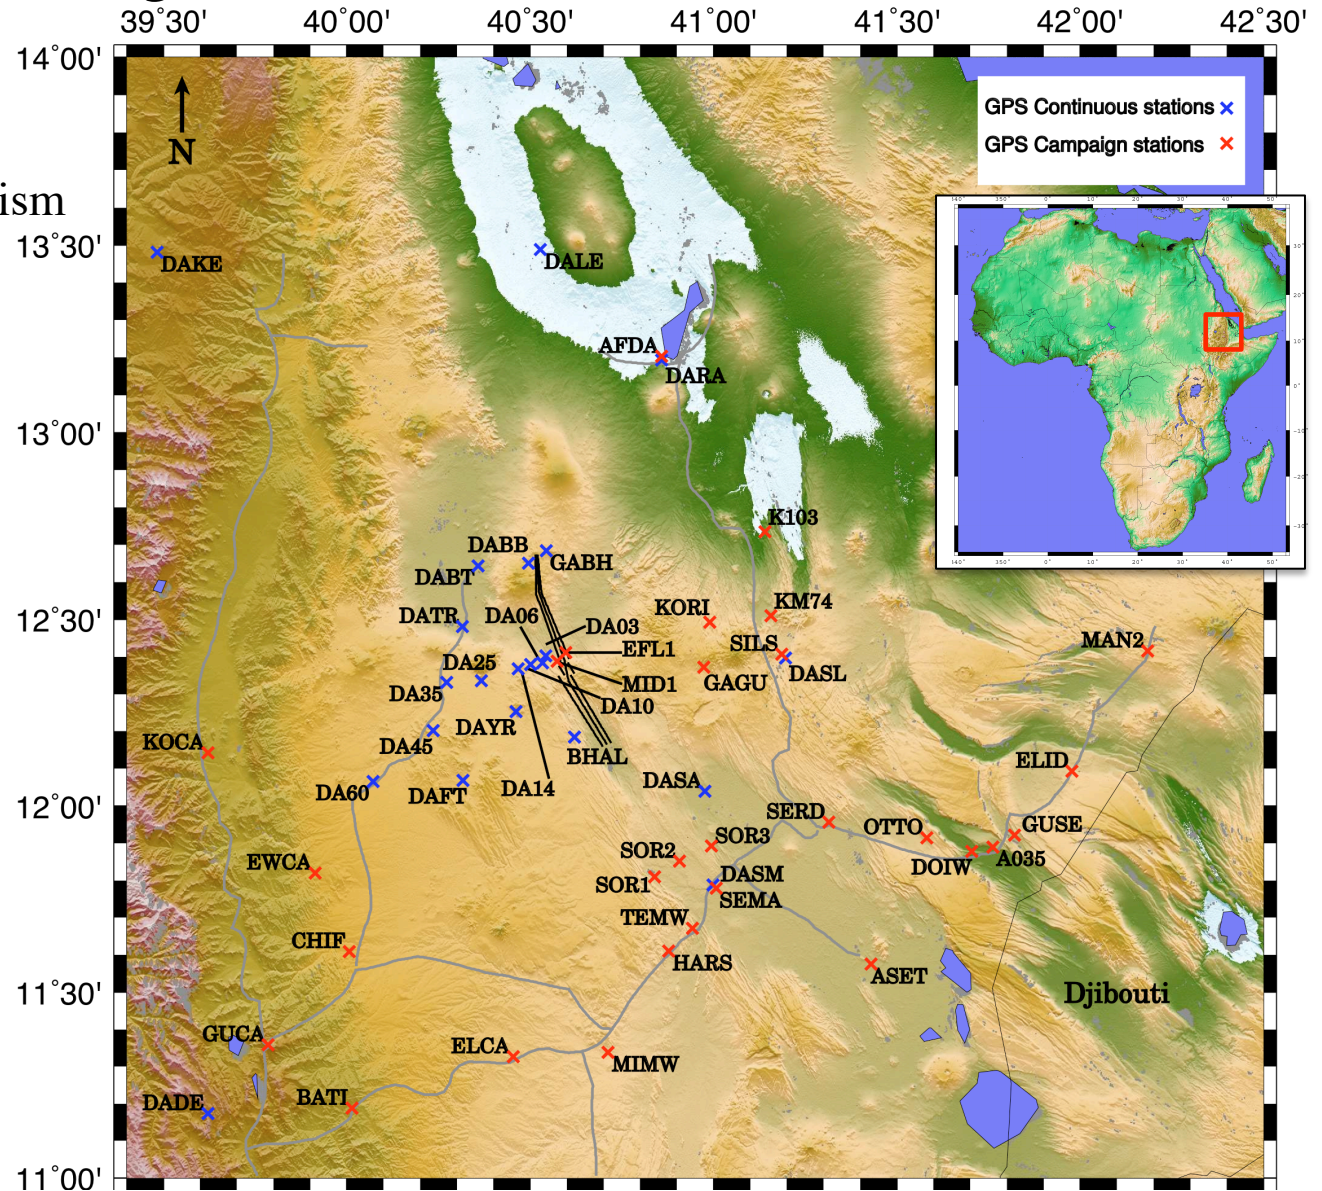 39˚30' 40˚00' 40˚30' 41˚00' 41˚30' 42˚00' 42˚30'
14˚00'
GPS Continuous stations
GPS Campaign stations
N
ism
13˚30'
DAKE
DALE
AFDA
DARA
13˚00'
K103
DABB
GABH
DABT
12˚30'
DATR
DA06
DA03
KORI
KM74
EFL1
SILS
MAN2
DA25
DASL
DA35
MID1
GAGU
DA10
DAYR
KOCA
DA45
BHAL
ELID
DASA
DA60
DAFT
DA14
12˚00'
SERD
OTTO
GUSE
SOR3
SOR2
A035
EWCA
DOIW
DASM
SOR1
SEMA
TEMW
CHIF
HARS
ASET
11˚30'
Djibouti
GUCA
ELCA
MIMW
BATI
DADE
11˚00'